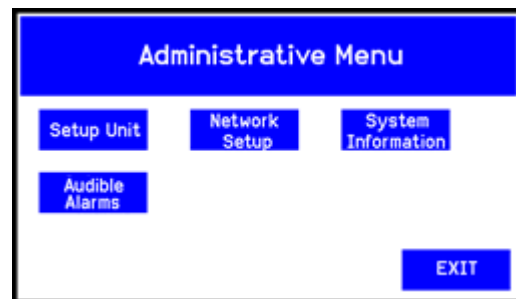 Administrative Menu
Setup Unit
Network
Setup
System
Information
Audible
Alarms
EXIT